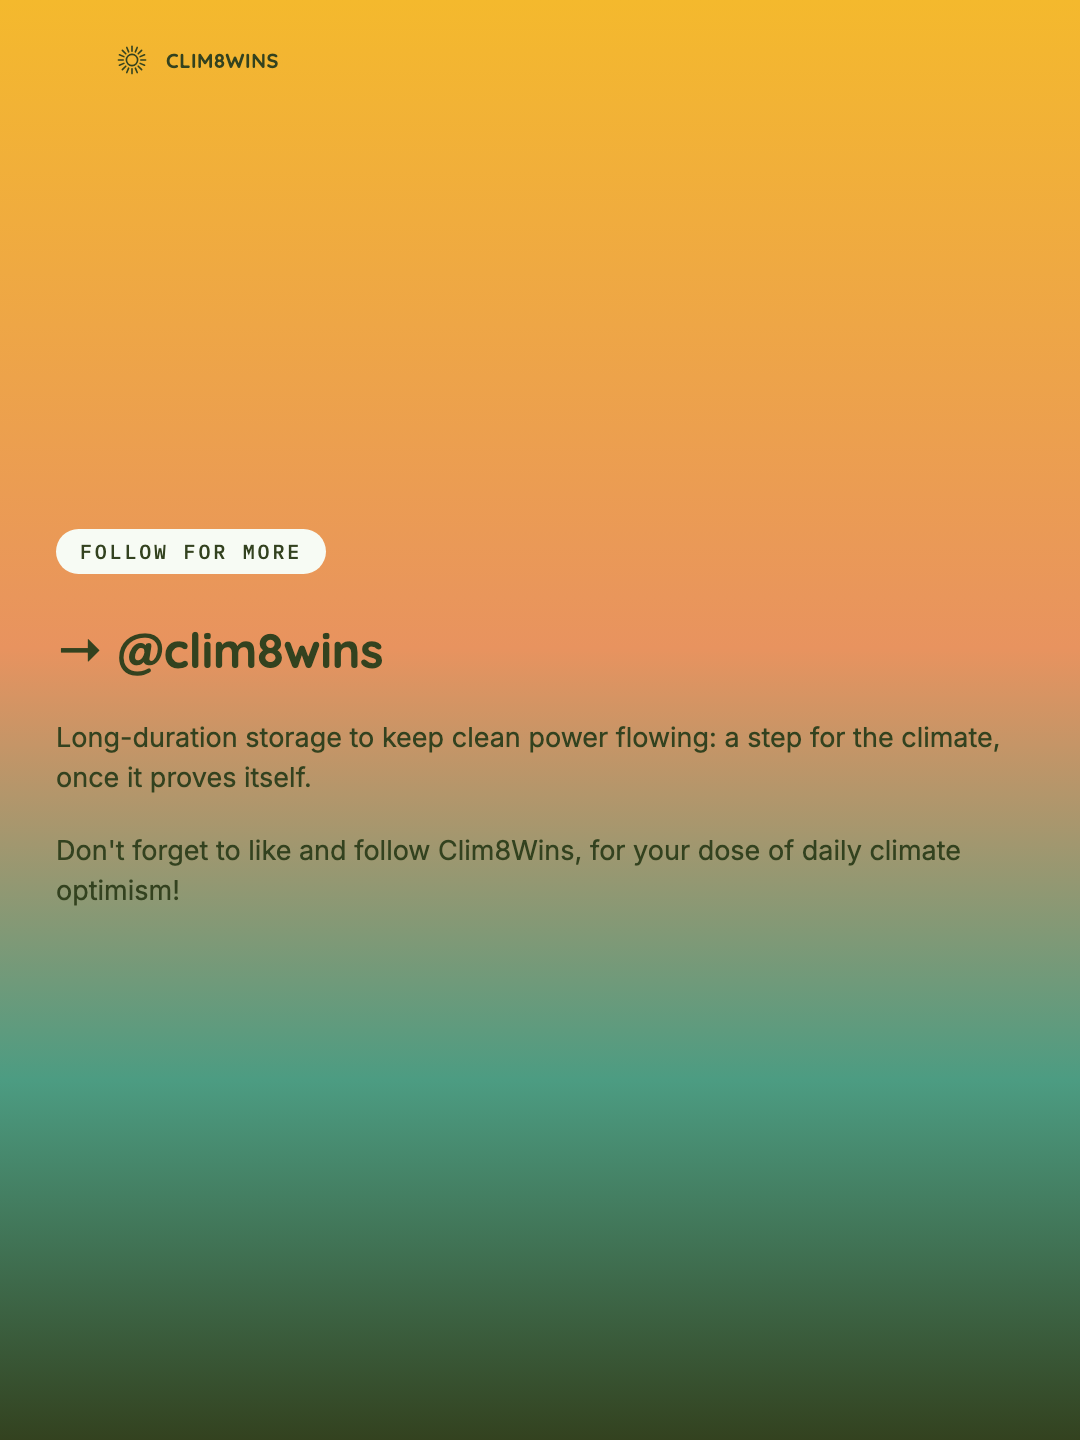 CLIM8WINS
FOLLOW FOR MORE
→ @clim8wins
Long-duration storage to keep clean power flowing: a step for the climate,
once it proves itself.
Don't forget to like and follow Clim8Wins, for your dose of daily climate
optimism!